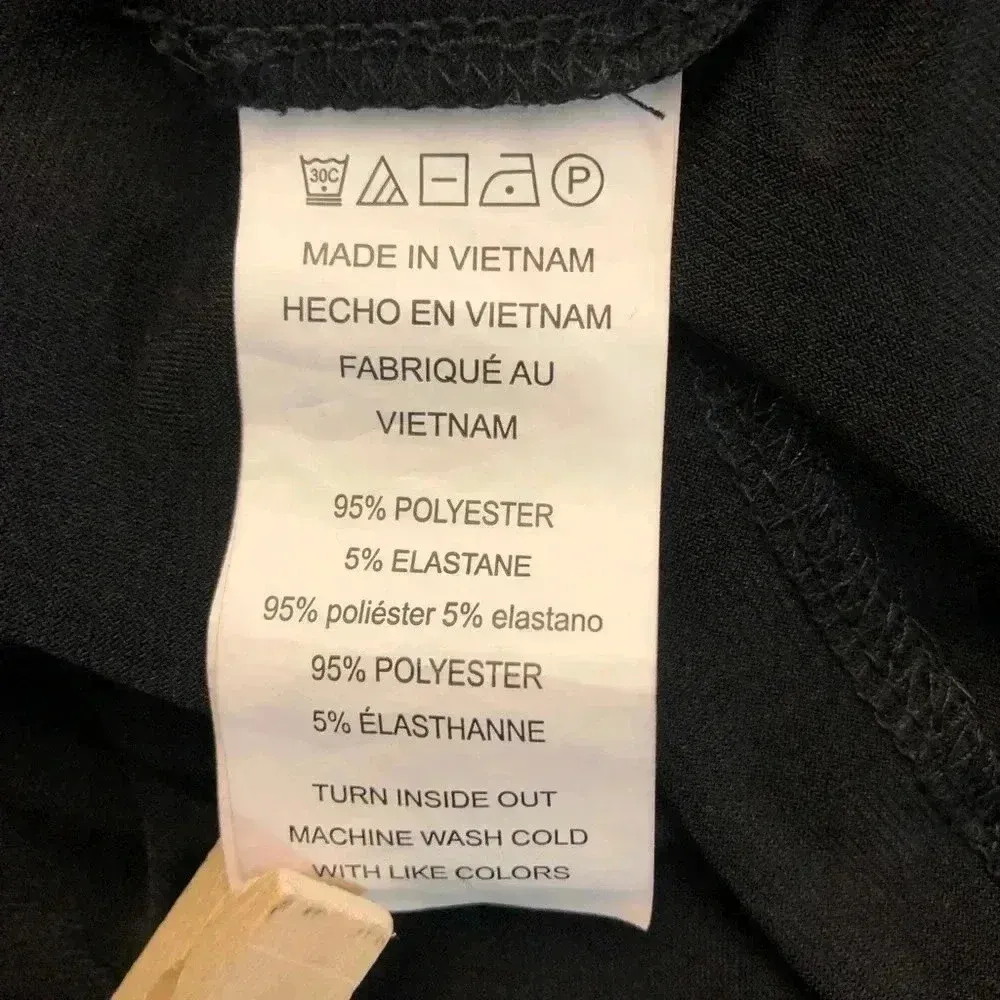 30C P
MADE IN VIETNAM
HECHO EN VIETNAM
FABRIQUÉ AU
VIETNAM
95% POLYESTER
5% ELASTANE
95% poliéster 5% elastano
95% POLYESTER
5% ÉLASTHANNE
TURN INSIDE OUT
MACHINE WASH COLD
WITH LIKE COLORS